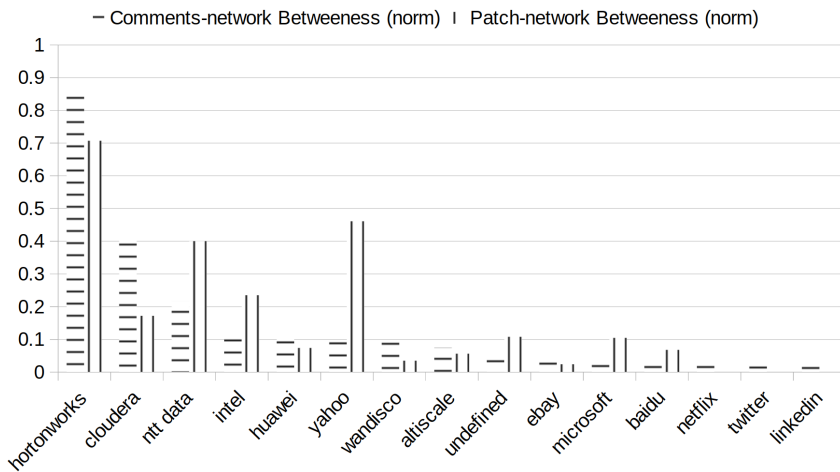 Comments-network Betweeness (norm) Patch-network Betweeness (norm)
1
0.9
0.8
0.7
0.6
0.5
0.4
0.3
0.2
0.1
0
hortonworks
cloudera
ntt data
intel
huawei
yahoo
wandisco
altiscale
undefined
ebay
microsoft
baidu
netflix
twitter
linkedin